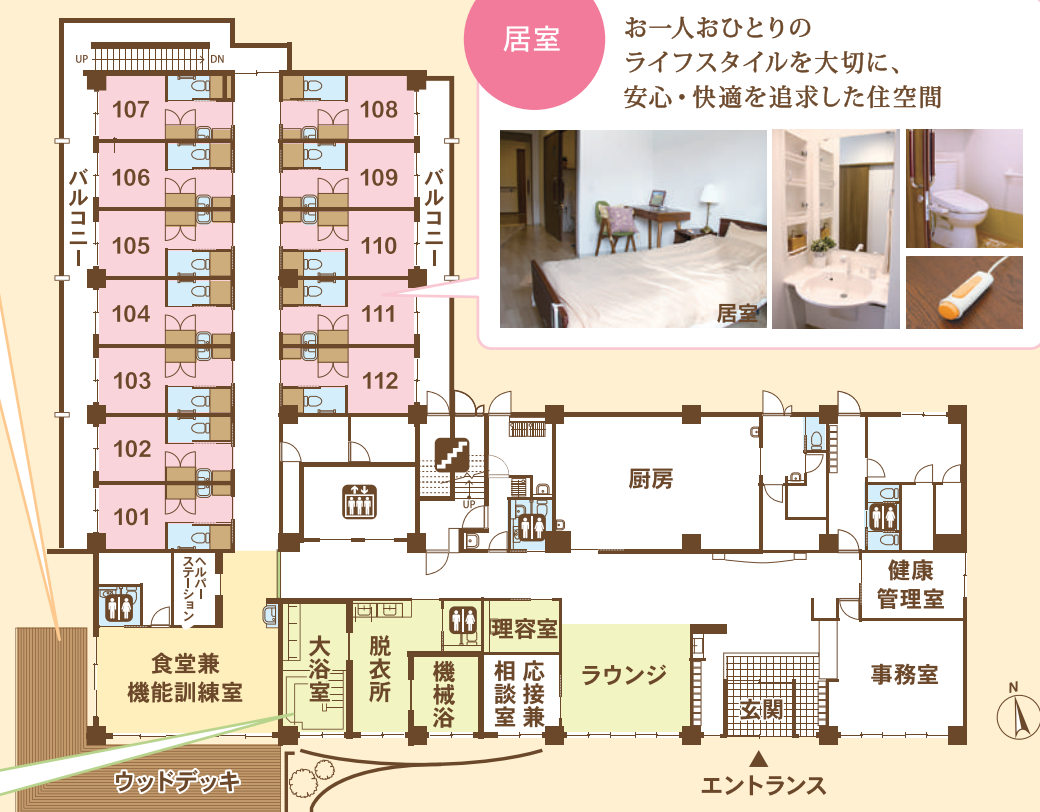 居室
お一人おひとりの
ライフスタイルを大切に、
安心・快適を追求した住空間
居室
UP
DN
107
108
106
109
バルコニー
バルコニー
105
110
104
111
103
112
102
101
UP
厨房
ヘルパー
ステーション
健康
管理室
食堂兼
機能訓練室
大浴室
脱衣所
機械浴
理容室
応接兼
相談室
ラウンジ
玄関
事務室
N
ウッドデッキ
エントランス